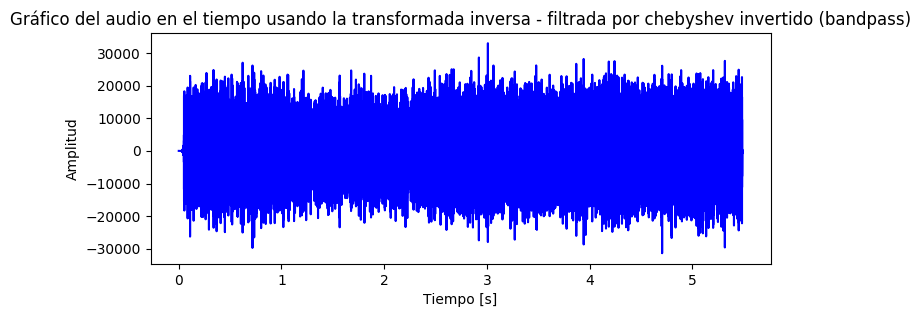 Gráfico del audio en el tiempo usando la transformada inversa - filtrada por chebyshev invertido (bandpass)
30000
20000
10000
0
−10000
−20000
−30000
Amplitud
0 1 2 3 4 5
Tiempo [s]